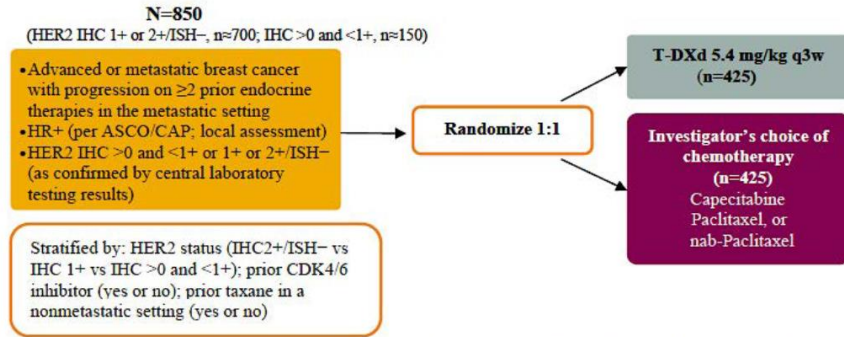 N=850
(HER2 IHC 1+ or 2+/ISH−, n≈700; IHC >0 and <1+, n≈150)
•Advanced or metastatic breast cancer
with progression on ≥2 prior endocrine
therapies in the metastatic setting
•HR+ (per ASCO/CAP; local assessment)
•HER2 IHC >0 and <1+ or 1+ or 2+/ISH−
(as confirmed by central laboratory
testing results)
Stratified by: HER2 status (IHC2+/ISH− vs
IHC 1+ vs IHC >0 and <1+); prior CDK4/6
inhibitor (yes or no); prior taxane in a
nonmetastatic setting (yes or no)
Randomize 1:1
T-DXd 5.4 mg/kg q3w
(n=425)
Investigator’s choice of
chemotherapy
(n=425)
Capecitabine
Paclitaxel, or
nab-Paclitaxel